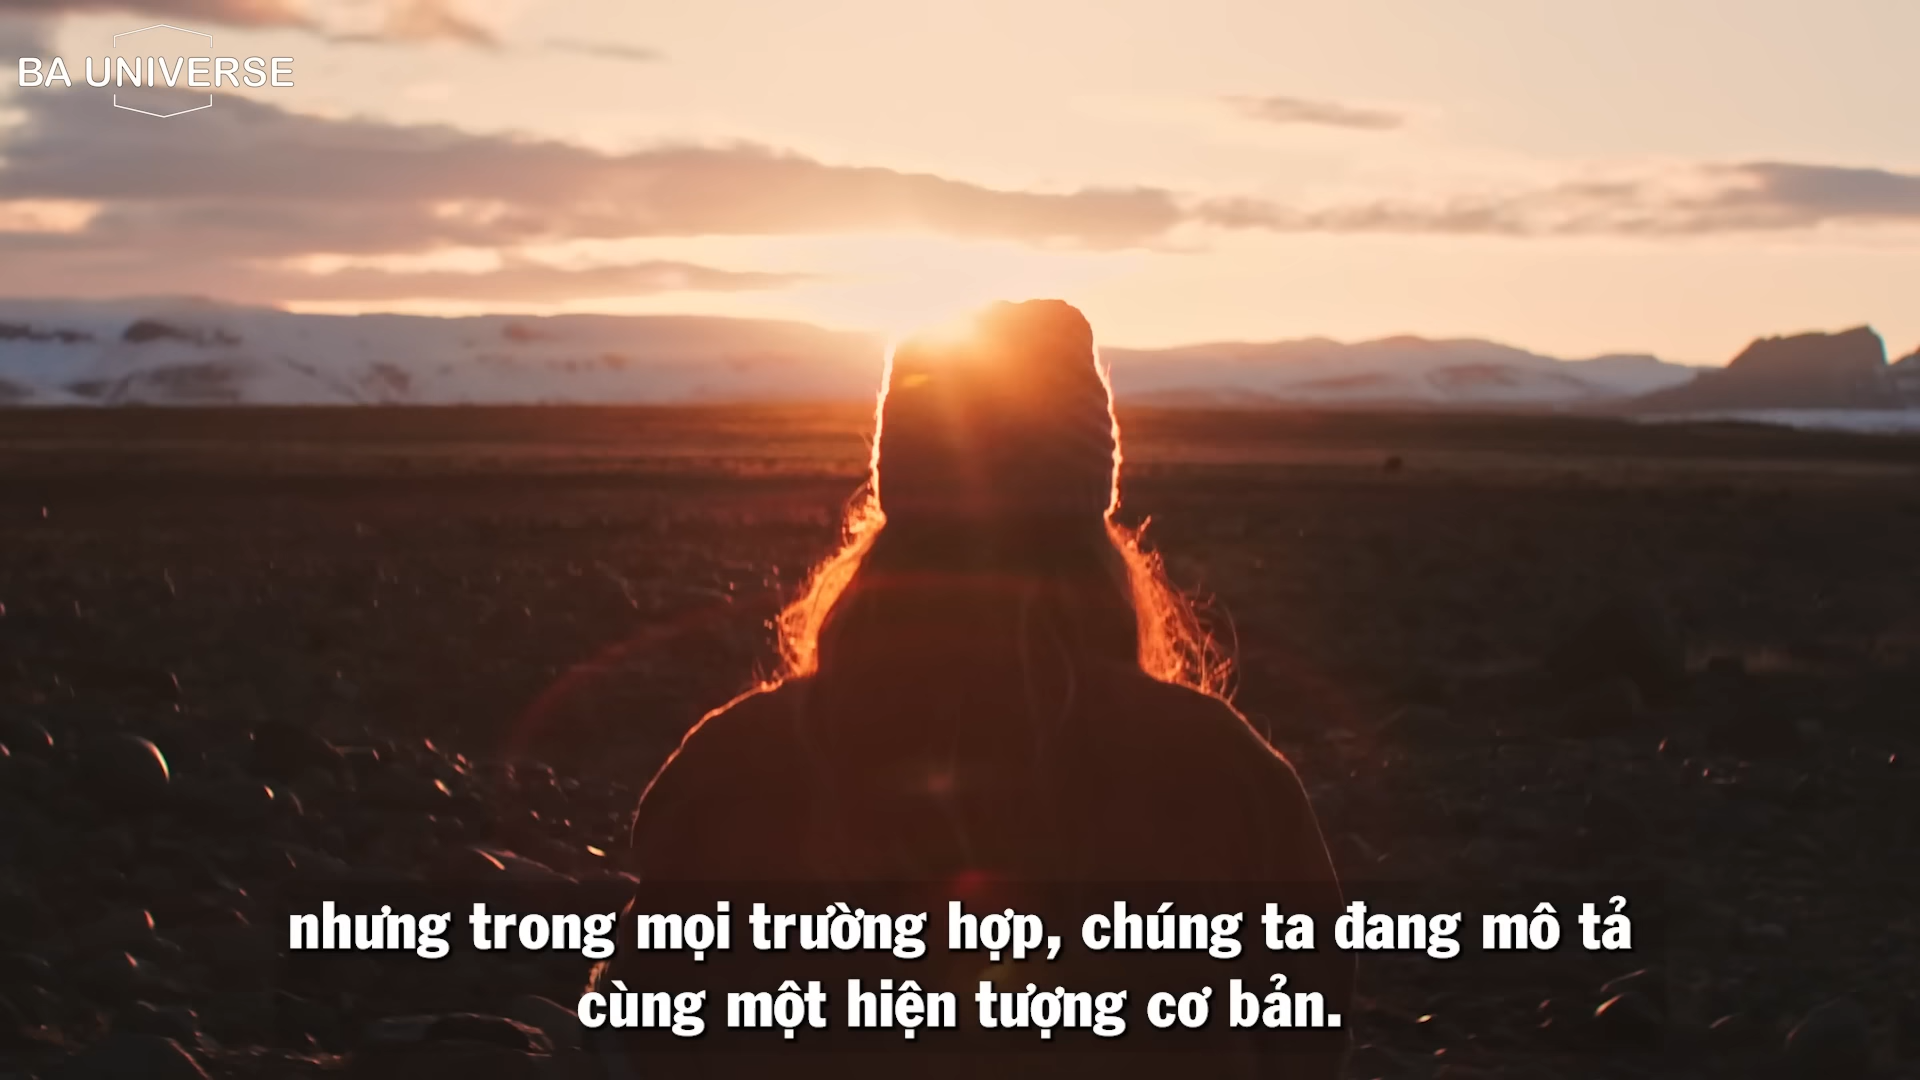 BA UNIVERSE
nhưng trong mọi trường hợp, chúng ta đang mô tả
cùng một hiện tượng cơ bản.